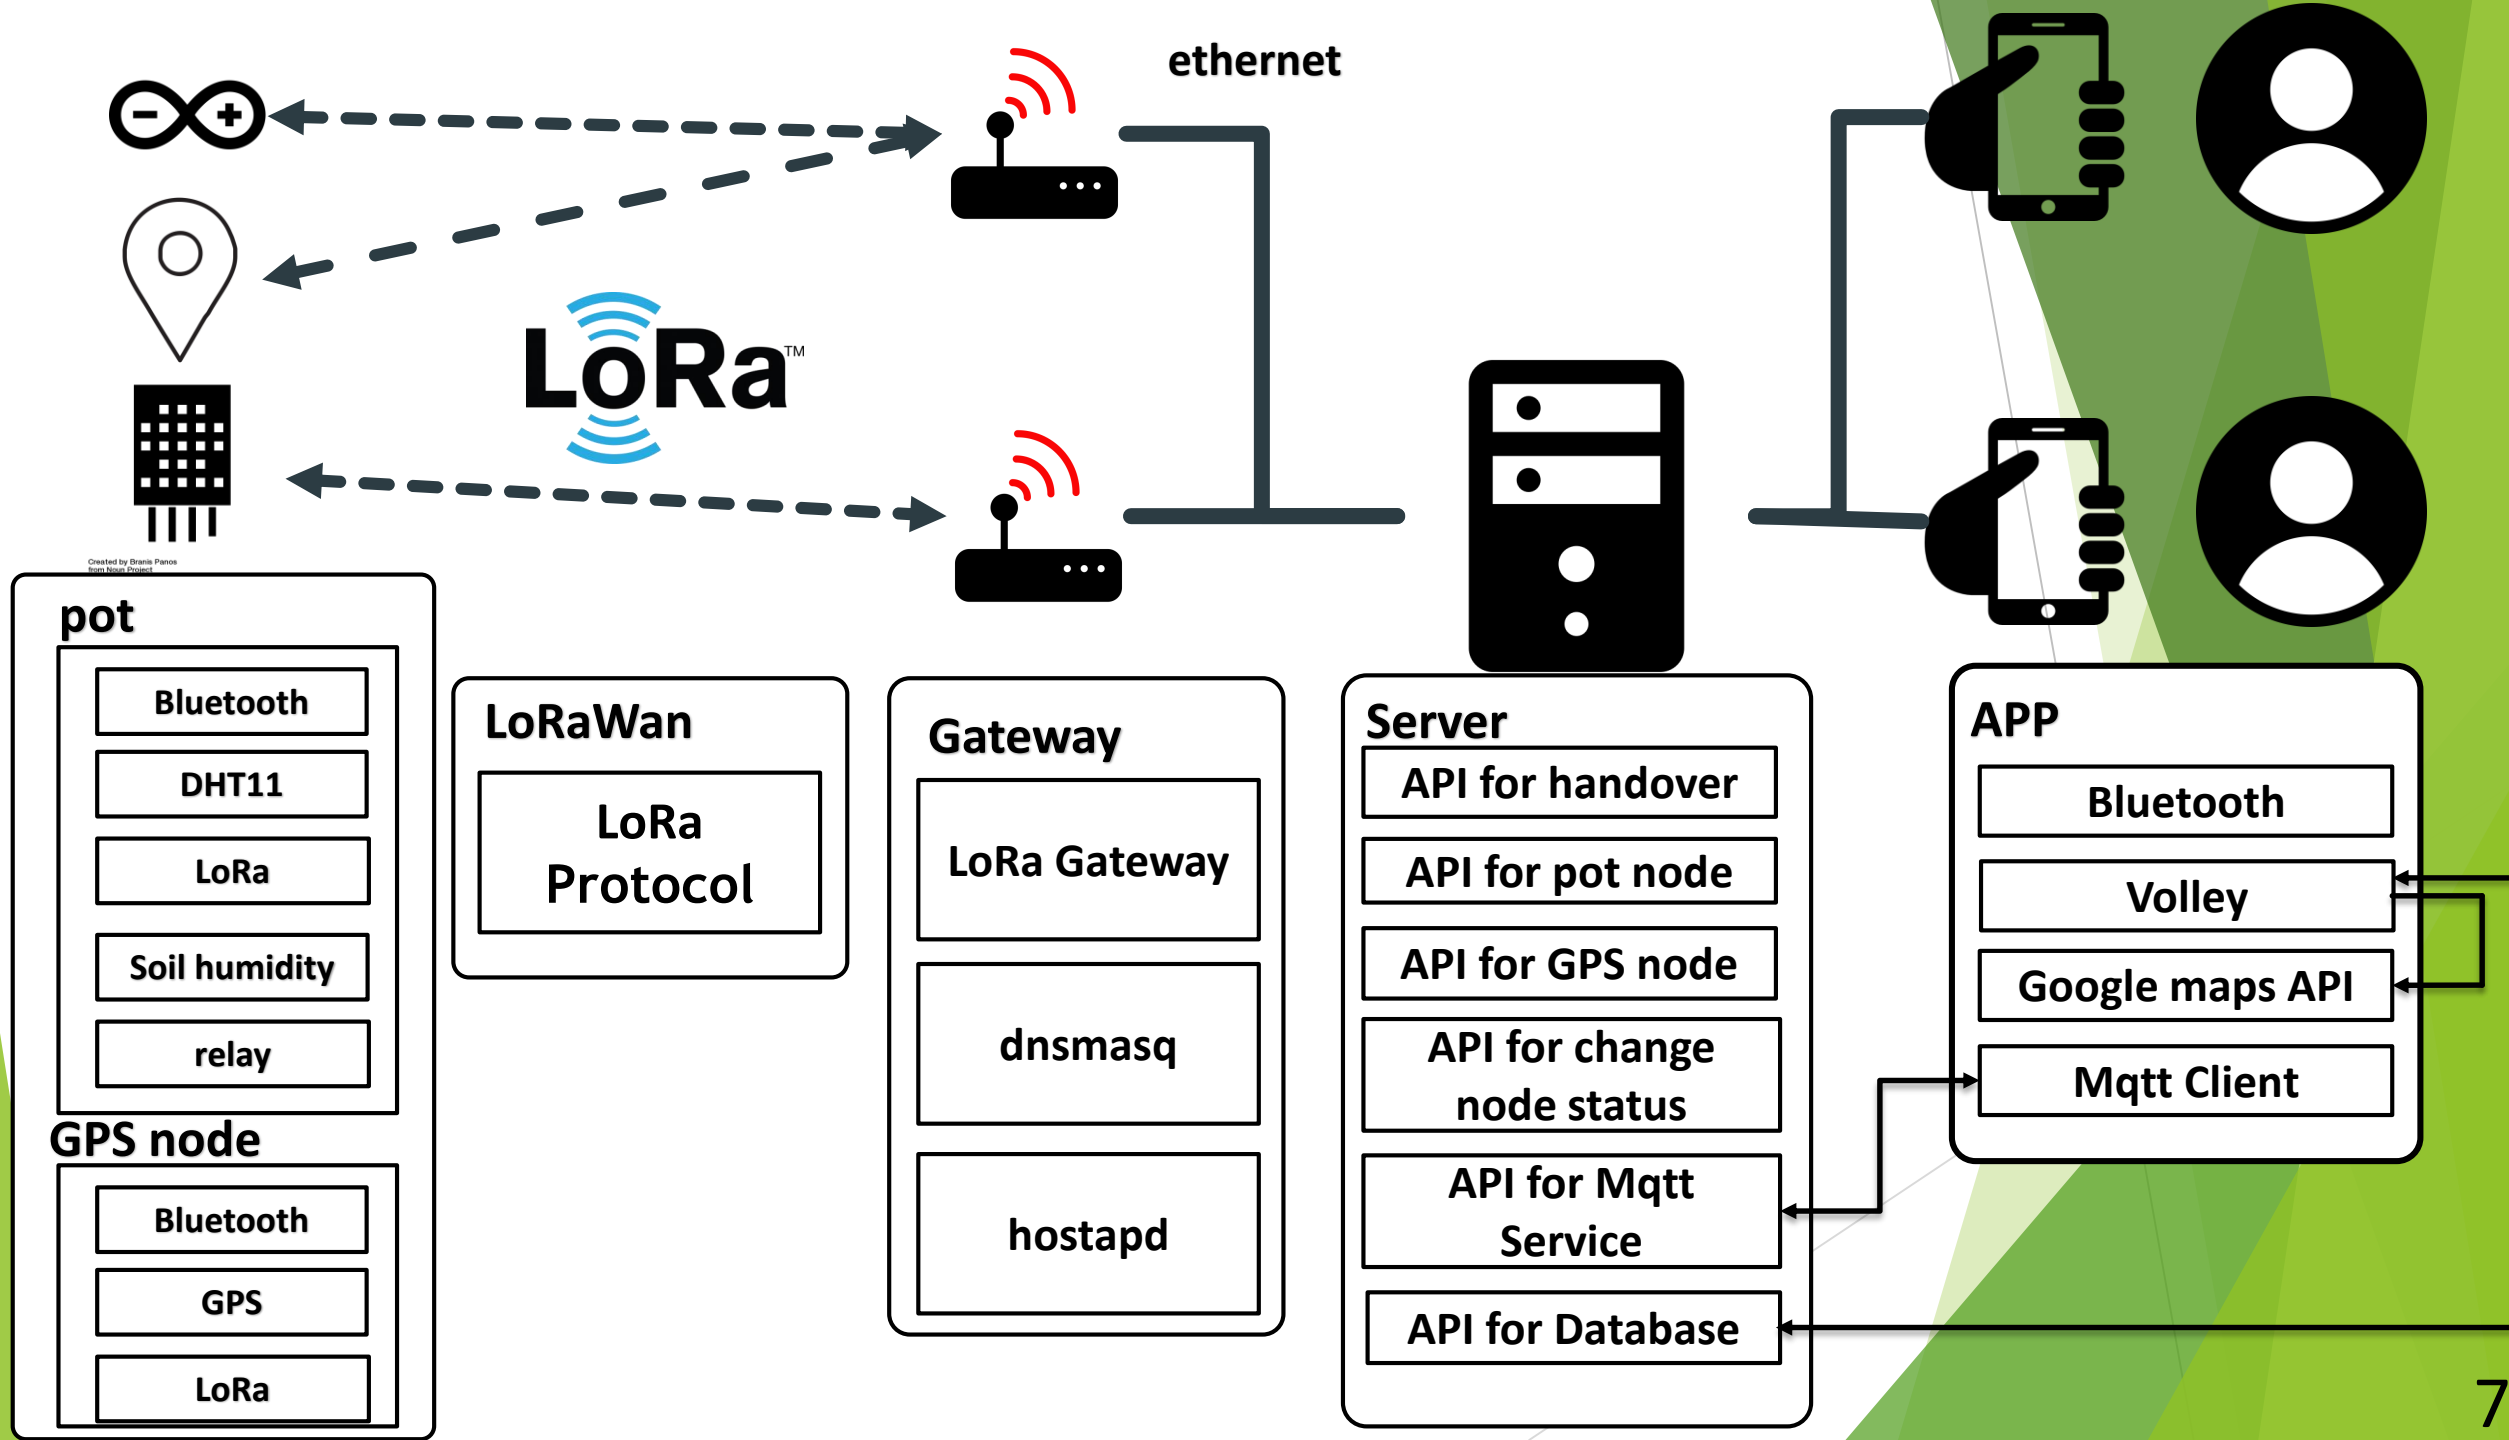 ethernet
LoRa™
Created by Branis Panos
from Noun Project
pot
Bluetooth
DHT11
LoRa
Soil humidity
relay
GPS node
Bluetooth
GPS
LoRa
LoRaWan
LoRa
Protocol
Gateway
LoRa Gateway
dnsmasq
hostapd
Server
API for handover
API for pot node
API for GPS node
API for change
node status
API for Mqtt
Service
API for Database
APP
Bluetooth
Volley
Google maps API
Mqtt Client
7